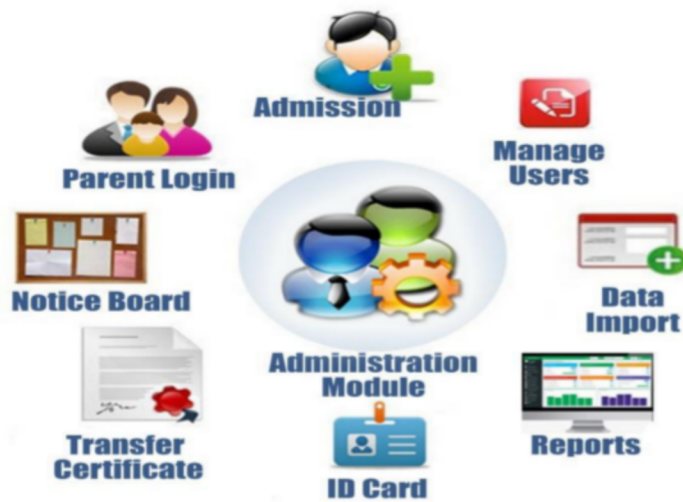 Admission
Manage
Users
Parent Login
Notice Board
Data
Import
Administration
Module
Transfer
Certificate
Reports
ID Card